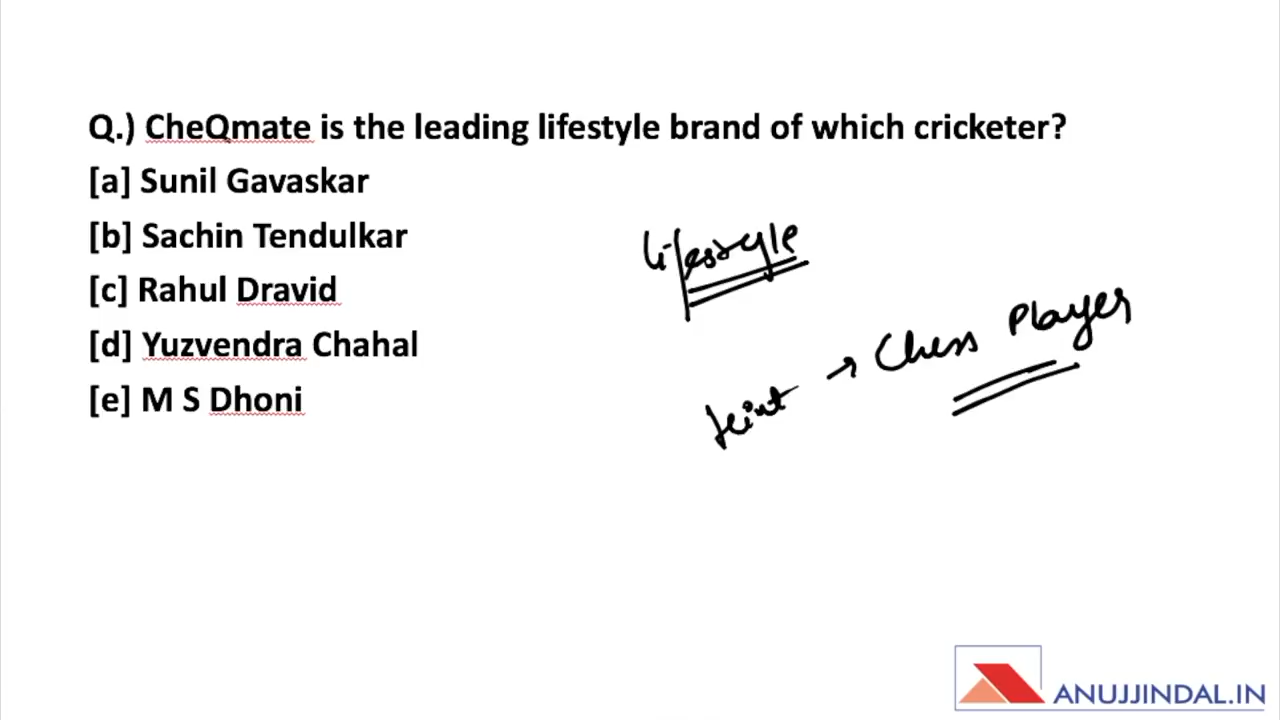 Q.) CheQmate is the leading lifestyle brand of which cricketer?
[a] Sunil Gavaskar
[b] Sachin Tendulkar
[c] Rahul Dravid
[d] Yuzvendra Chahal
[e] M S Dhoni
Lifestyle
→ Chess Player
ANUJJINDAL.IN